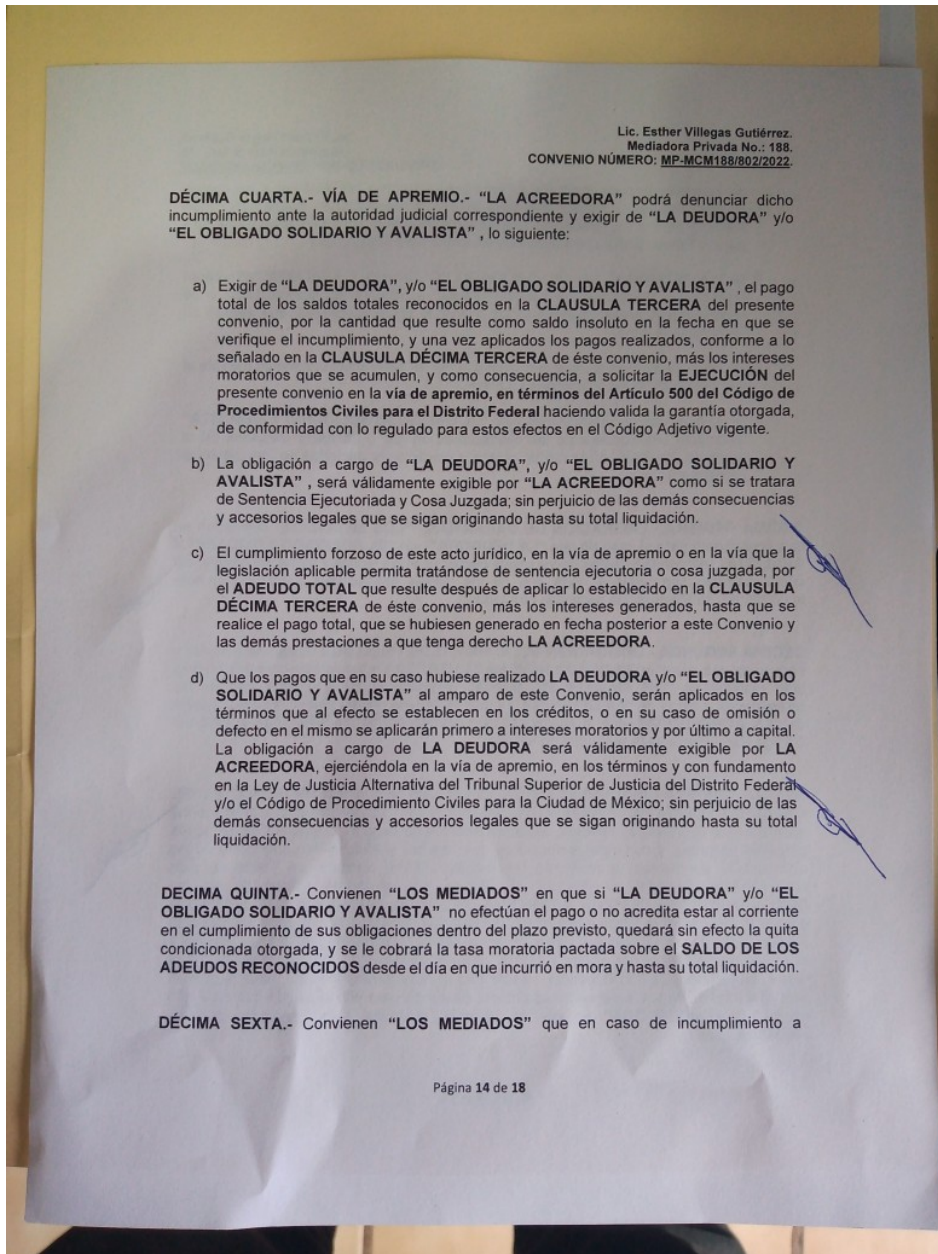 Lic. Esther Villegas Gutiérrez.
Mediadora Privada No.: 188.
CONVENIO NÚMERO: MP-MCM188/802/2022.
DÉCIMA CUARTA.- VÍA DE APREMIO.- “LA ACREEDORA” podrá denunciar dicho
incumplimiento ante la autoridad judicial correspondiente y exigir de “LA DEUDORA” y/o
“EL OBLIGADO SOLIDARIO Y AVALISTA” , lo siguiente:
a) Exigir de “LA DEUDORA”, y/o “EL OBLIGADO SOLIDARIO Y AVALISTA” , el pago
total de los saldos totales reconocidos en la CLAUSULA TERCERA del presente
convenio, por la cantidad que resulte como saldo insoluto en la fecha en que se
verifique el incumplimiento, y una vez aplicados los pagos realizados, conforme a lo
señalado en la CLAUSULA DÉCIMA TERCERA de éste convenio, más los intereses
moratorios que se acumulen, y como consecuencia, a solicitar la EJECUCIÓN del
presente convenio en la vía de apremio, en términos del Artículo 500 del Código de
Procedimientos Civiles para el Distrito Federal haciendo valida la garantía otorgada,
de conformidad con lo regulado para estos efectos en el Código Adjetivo vigente.
b) La obligación a cargo de “LA DEUDORA”, y/o “EL OBLIGADO SOLIDARIO Y
AVALISTA” , será válidamente exigible por “LA ACREEDORA” como si se tratara
de Sentencia Ejecutoriada y Cosa Juzgada; sin perjuicio de las demás consecuencias
y accesorios legales que se sigan originando hasta su total liquidación.
c) El cumplimiento forzoso de este acto jurídico, en la vía de apremio o en la vía que la
legislación aplicable permita tratándose de sentencia ejecutoria o cosa juzgada, por
el ADEUDO TOTAL que resulte después de aplicar lo establecido en la CLAUSULA
DÉCIMA TERCERA de éste convenio, más los intereses generados, hasta que se
realice el pago total, que se hubiesen generado en fecha posterior a este Convenio y
las demás prestaciones a que tenga derecho LA ACREEDORA.
d) Que los pagos que en su caso hubiese realizado LA DEUDORA y/o “EL OBLIGADO
SOLIDARIO Y AVALISTA” al amparo de este Convenio, serán aplicados en los
términos que al efecto se establecen en los créditos, o en su caso de omisión o
defecto en el mismo se aplicarán primero a intereses moratorios y por último a capital.
La obligación a cargo de LA DEUDORA será válidamente exigible por LA
ACREEDORA, ejerciéndola en la vía de apremio, en los términos y con fundamento
en la Ley de Justicia Alternativa del Tribunal Superior de Justicia del Distrito Federal
y/o el Código de Procedimiento Civiles para la Ciudad de México; sin perjuicio de las
demás consecuencias y accesorios legales que se sigan originando hasta su total
liquidación.
DECIMA QUINTA.- Convienen “LOS MEDIADOS” en que si “LA DEUDORA” y/o “EL
OBLIGADO SOLIDARIO Y AVALISTA” no efectúan el pago o no acredita estar al corriente
en el cumplimiento de sus obligaciones dentro del plazo previsto, quedará sin efecto la quita
condicionada otorgada, y se le cobrará la tasa moratoria pactada sobre el SALDO DE LOS
ADEUDOS RECONOCIDOS desde el día en que incurrió en mora y hasta su total liquidación.
DÉCIMA SEXTA.- Convienen “LOS MEDIADOS” que en caso de incumplimiento a
Página 14 de 18